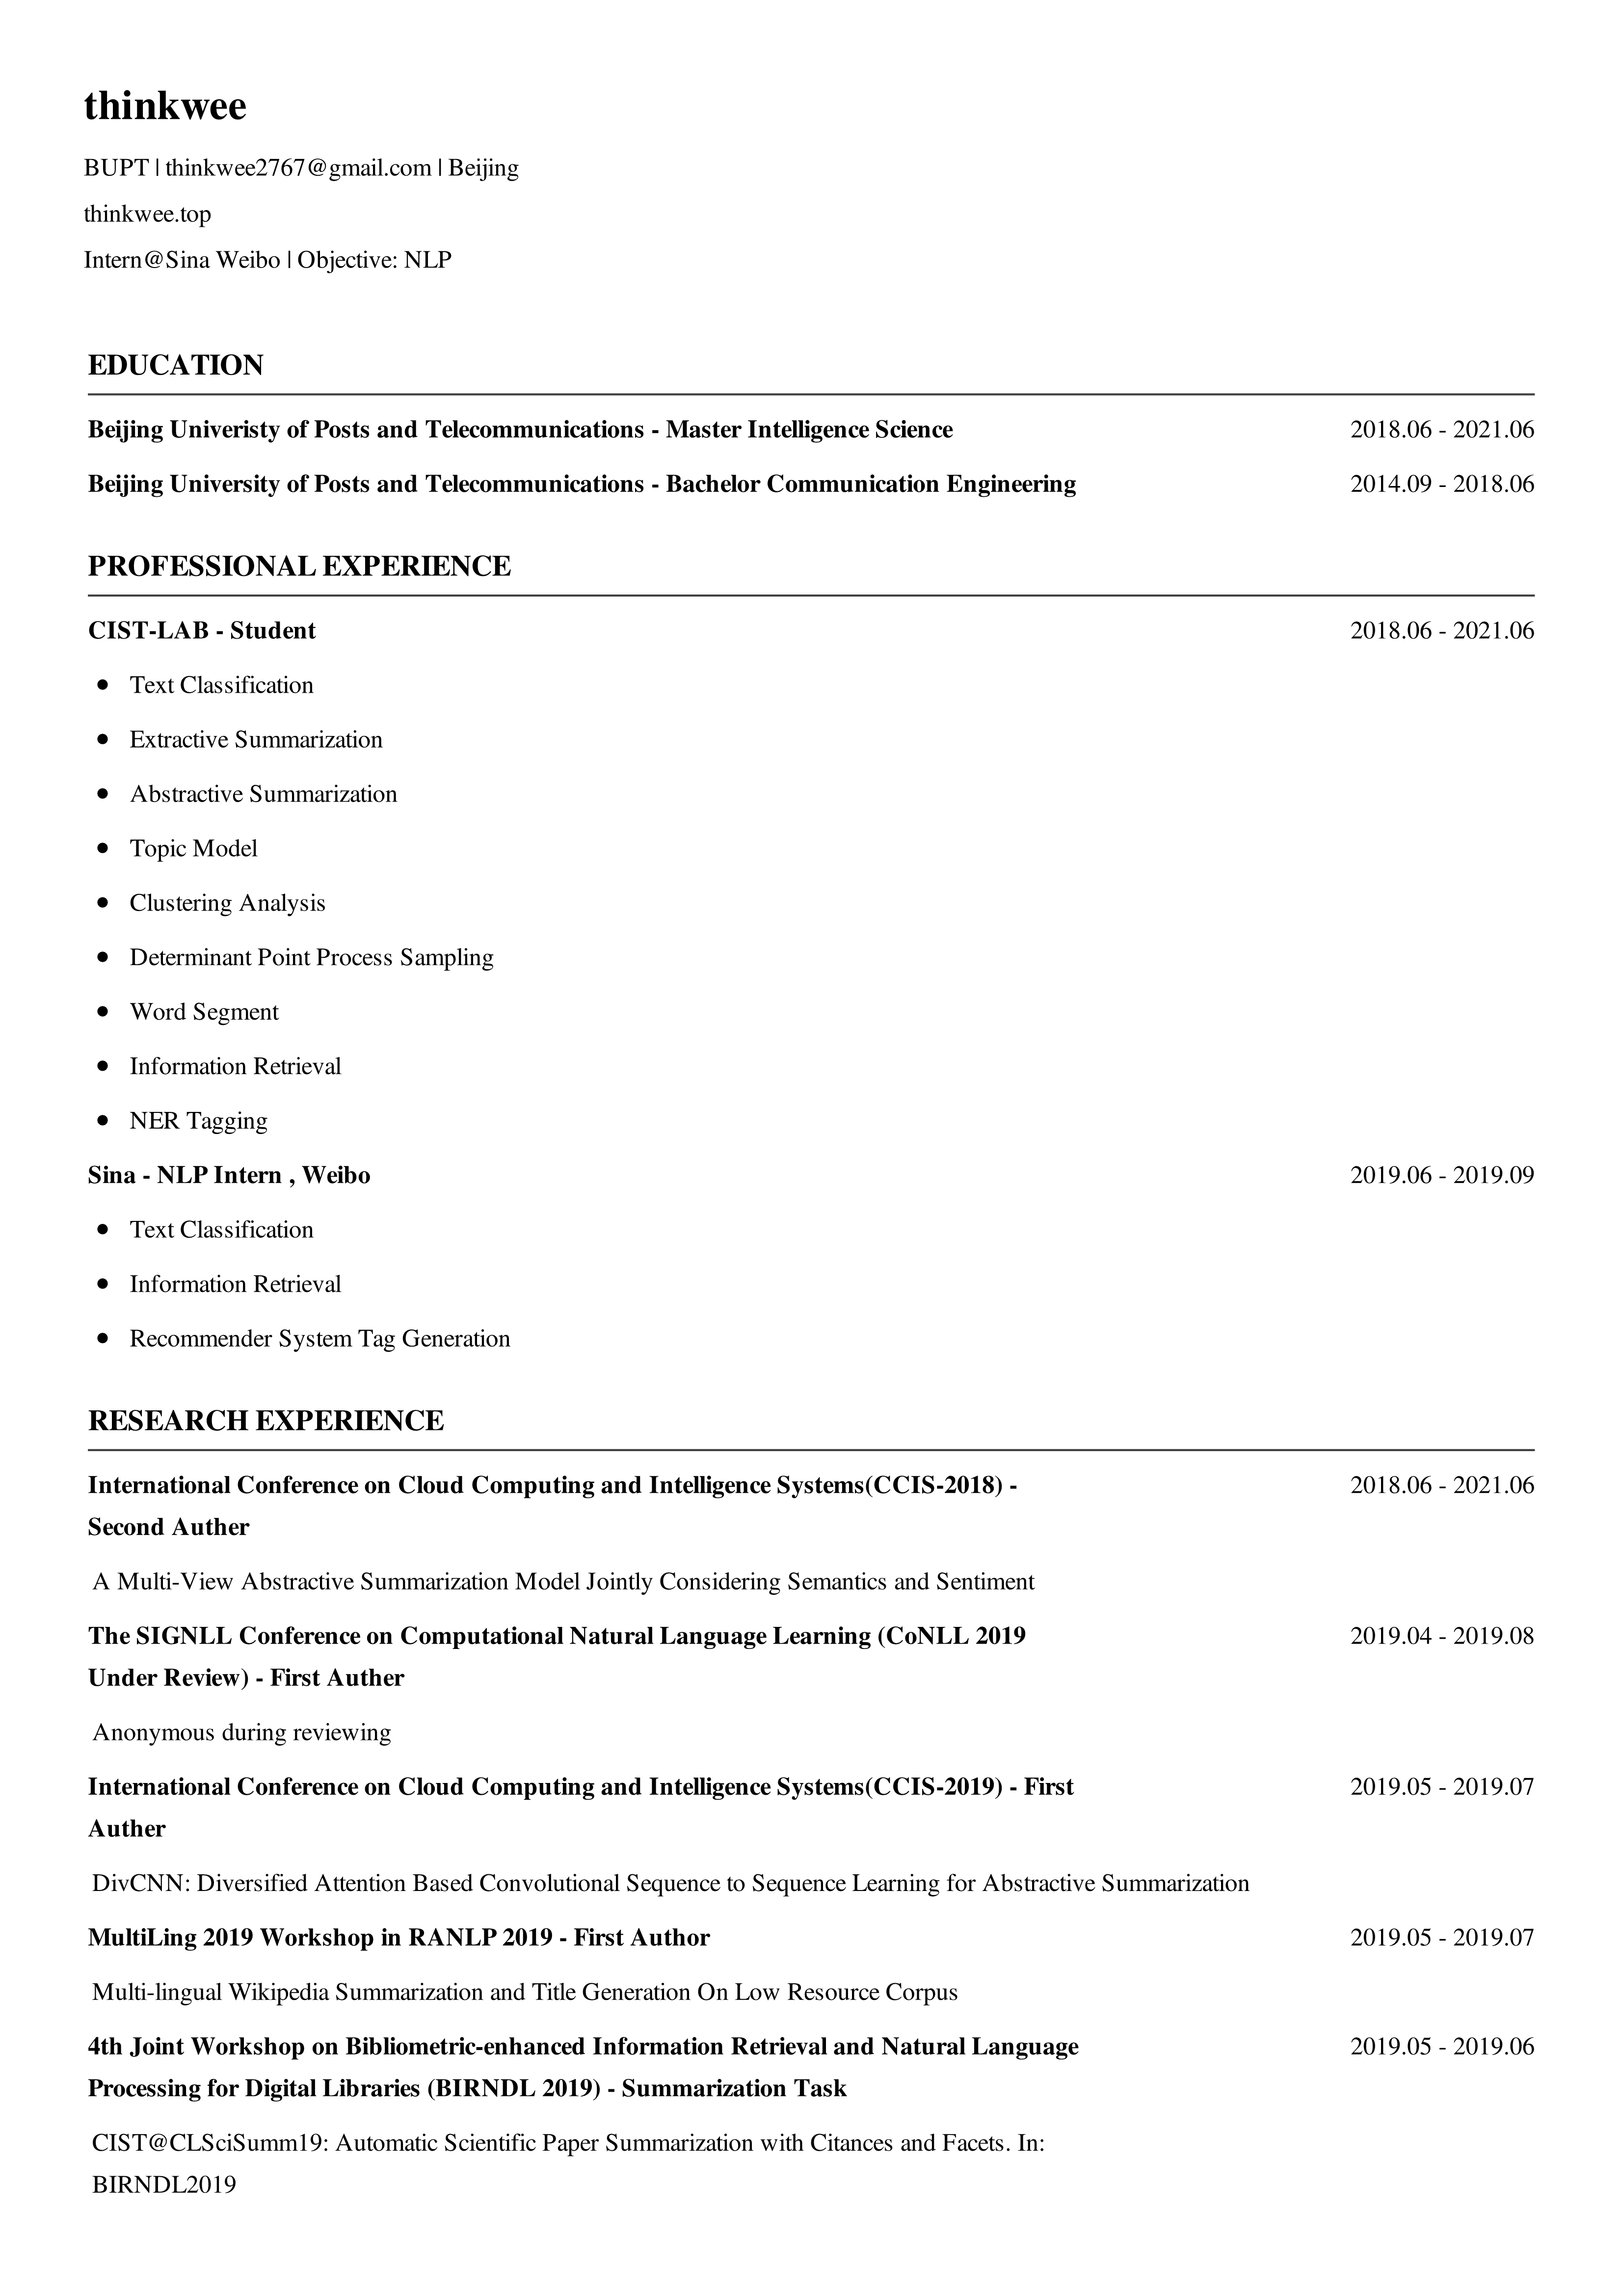 thinkwee
BUPT | thinkwee2767@gmail.com | Beijing
thinkwee.top
Intern@Sina Weibo | Objective: NLP
EDUCATION
Beijing Univeristy of Posts and Telecommunications - Master Intelligence Science 2018.06 - 2021.06
Beijing University of Posts and Telecommunications - Bachelor Communication Engineering 2014.09 - 2018.06
PROFESSIONAL EXPERIENCE
CIST-LAB - Student 2018.06 - 2021.06
● Text Classification
● Extractive Summarization
● Abstractive Summarization
● Topic Model
● Clustering Analysis
● Determinant Point Process Sampling
● Word Segment
● Information Retrieval
● NER Tagging
Sina - NLP Intern , Weibo 2019.06 - 2019.09
● Text Classification
● Information Retrieval
● Recommender System Tag Generation
RESEARCH EXPERIENCE
International Conference on Cloud Computing and Intelligence Systems(CCIS-2018) - 2018.06 - 2021.06
Second Auther
A Multi-View Abstractive Summarization Model Jointly Considering Semantics and Sentiment
The SIGNLL Conference on Computational Natural Language Learning (CoNLL 2019 2019.04 - 2019.08
Under Review) - First Auther
Anonymous during reviewing
International Conference on Cloud Computing and Intelligence Systems(CCIS-2019) - First 2019.05 - 2019.07
Auther
DivCNN: Diversified Attention Based Convolutional Sequence to Sequence Learning for Abstractive Summarization
MultiLing 2019 Workshop in RANLP 2019 - First Author 2019.05 - 2019.07
Multi-lingual Wikipedia Summarization and Title Generation On Low Resource Corpus
4th Joint Workshop on Bibliometric-enhanced Information Retrieval and Natural Language 2019.05 - 2019.06
Processing for Digital Libraries (BIRNDL 2019) - Summarization Task
CIST@CLSciSumm19: Automatic Scientific Paper Summarization with Citances and Facets. In:
BIRNDL2019